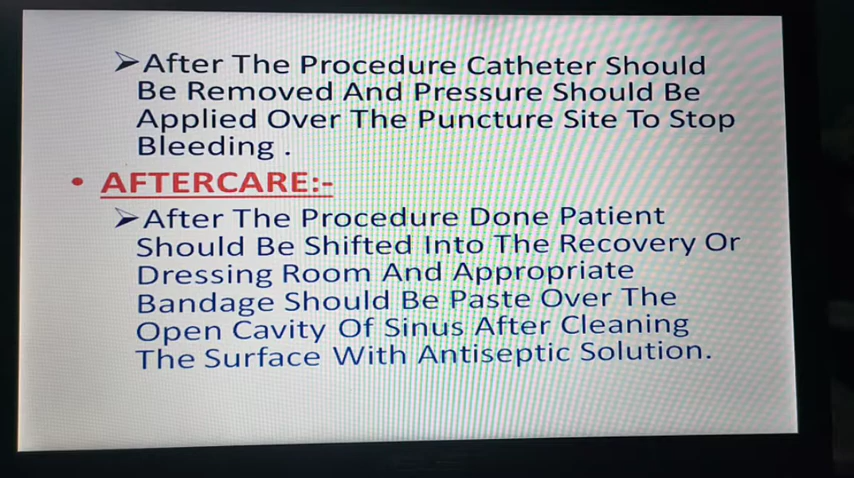 ➢After The Procedure Catheter Should
Be Removed And Pressure Should Be
Applied Over The Puncture Site To Stop
Bleeding .
• AFTERCARE:-
➢After The Procedure Done Patient
Should Be Shifted Into The Recovery Or
Dressing Room And Appropriate
Bandage Should Be Paste Over The
Open Cavity Of Sinus After Cleaning
The Surface With Antiseptic Solution.